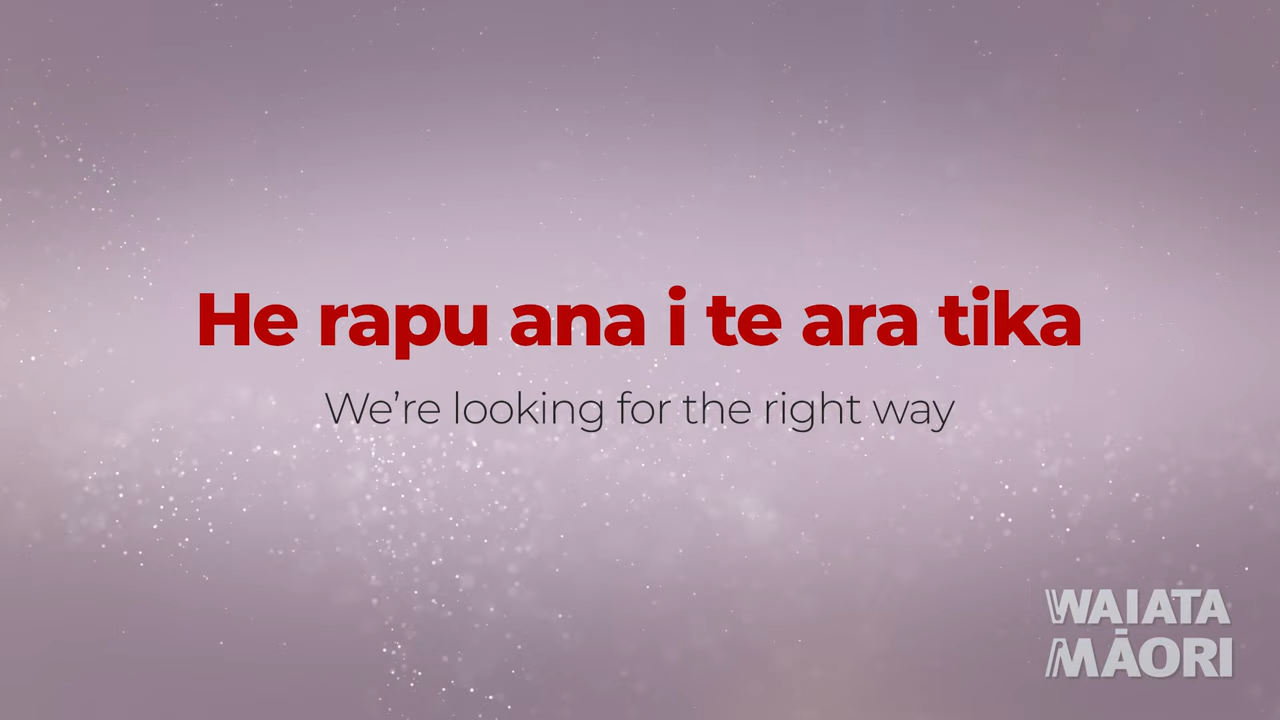 He rapu ana i te ara tika
We’re looking for the right way
WAIATA
MĀORI